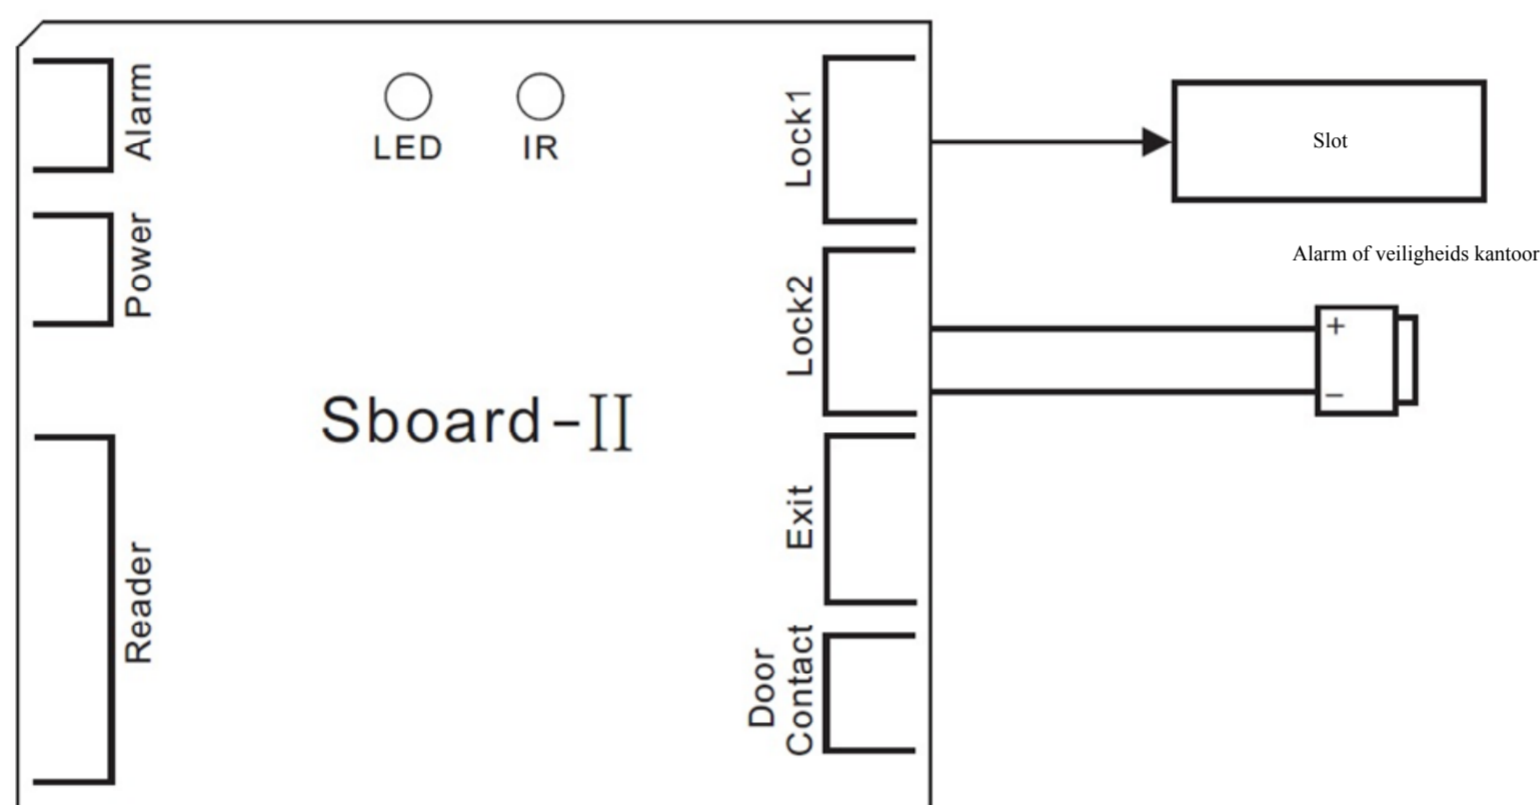 Alarm
LED
IR
Lock1
Slot
Power
Alarm of veiligheids kantoor
Lock2
+
−
Sboard-II
Exit
Reader
Door
Contact